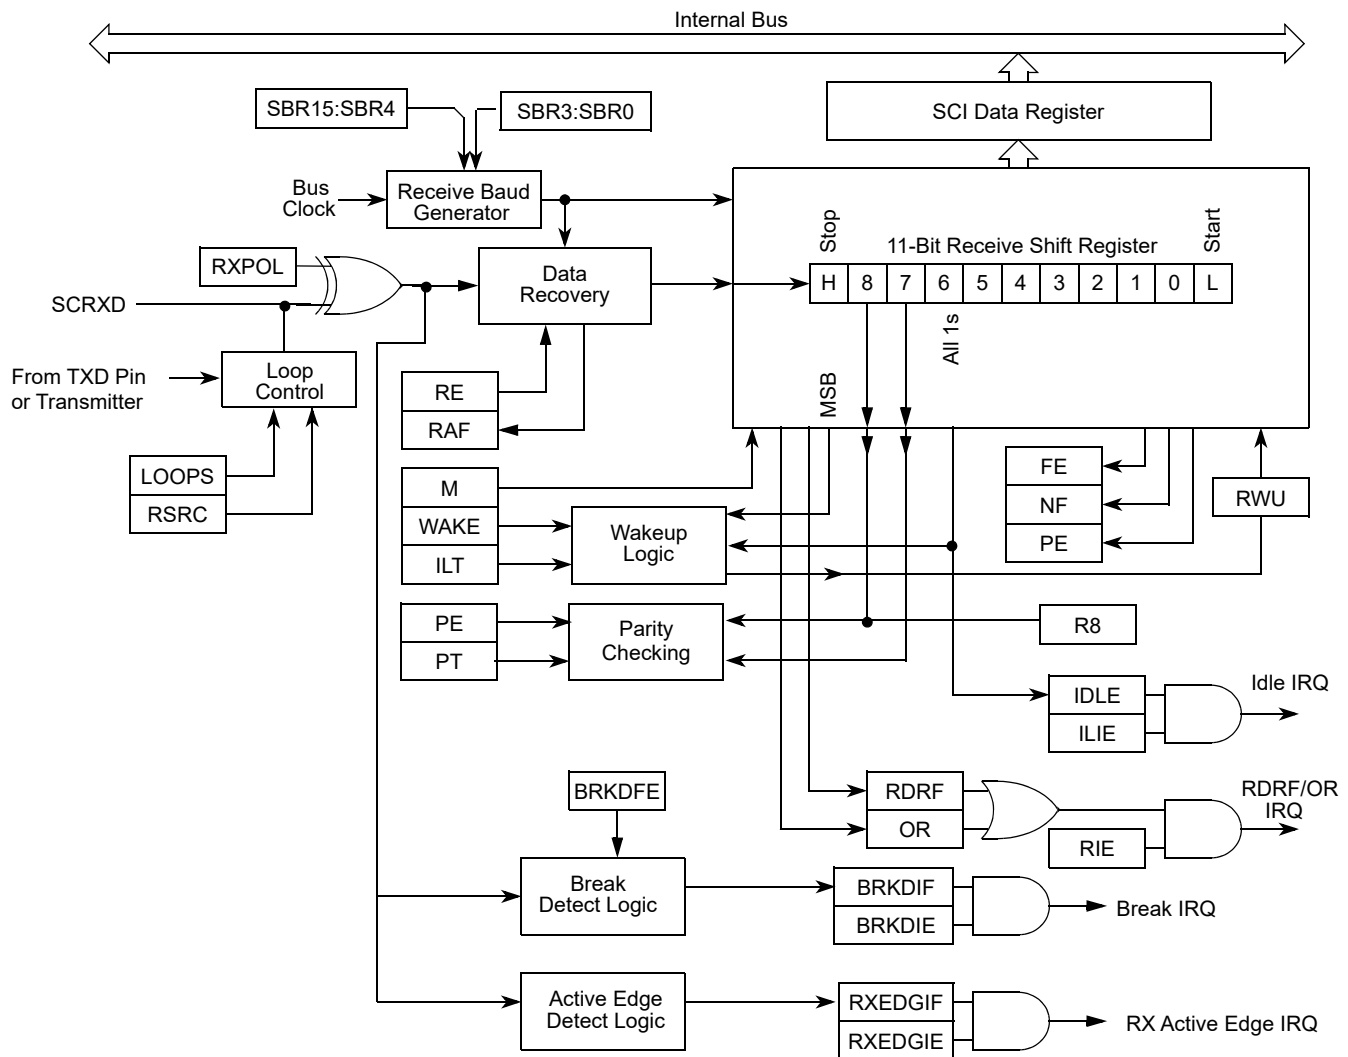 Internal Bus
SBR15:SBR4
SBR3:SBR0
SCI Data Register
Bus
Clock
Receive Baud
Generator
Stop
11-Bit Receive Shift Register
Start
RXPOL
Data
Recovery
H 8 7 6 5 4 3 2 1 0 L
SCRXD
All 1s
From TXD Pin
or Transmitter
Loop
Control
RE
RAF
MSB
LOOPS
RSRC
M
WAKE
ILT
Wakeup
Logic
FE
NF
PE
RWU
PE
PT
Parity
Checking
R8
IDLE
ILIE
Idle IRQ
BRKDFE
RDRF
OR
RIE
RDRF/OR
IRQ
Break
Detect Logic
BRKDIF
BRKDIE
Break IRQ
Active Edge
Detect Logic
RXEDGIF
RXEDGIE
RX Active Edge IRQ